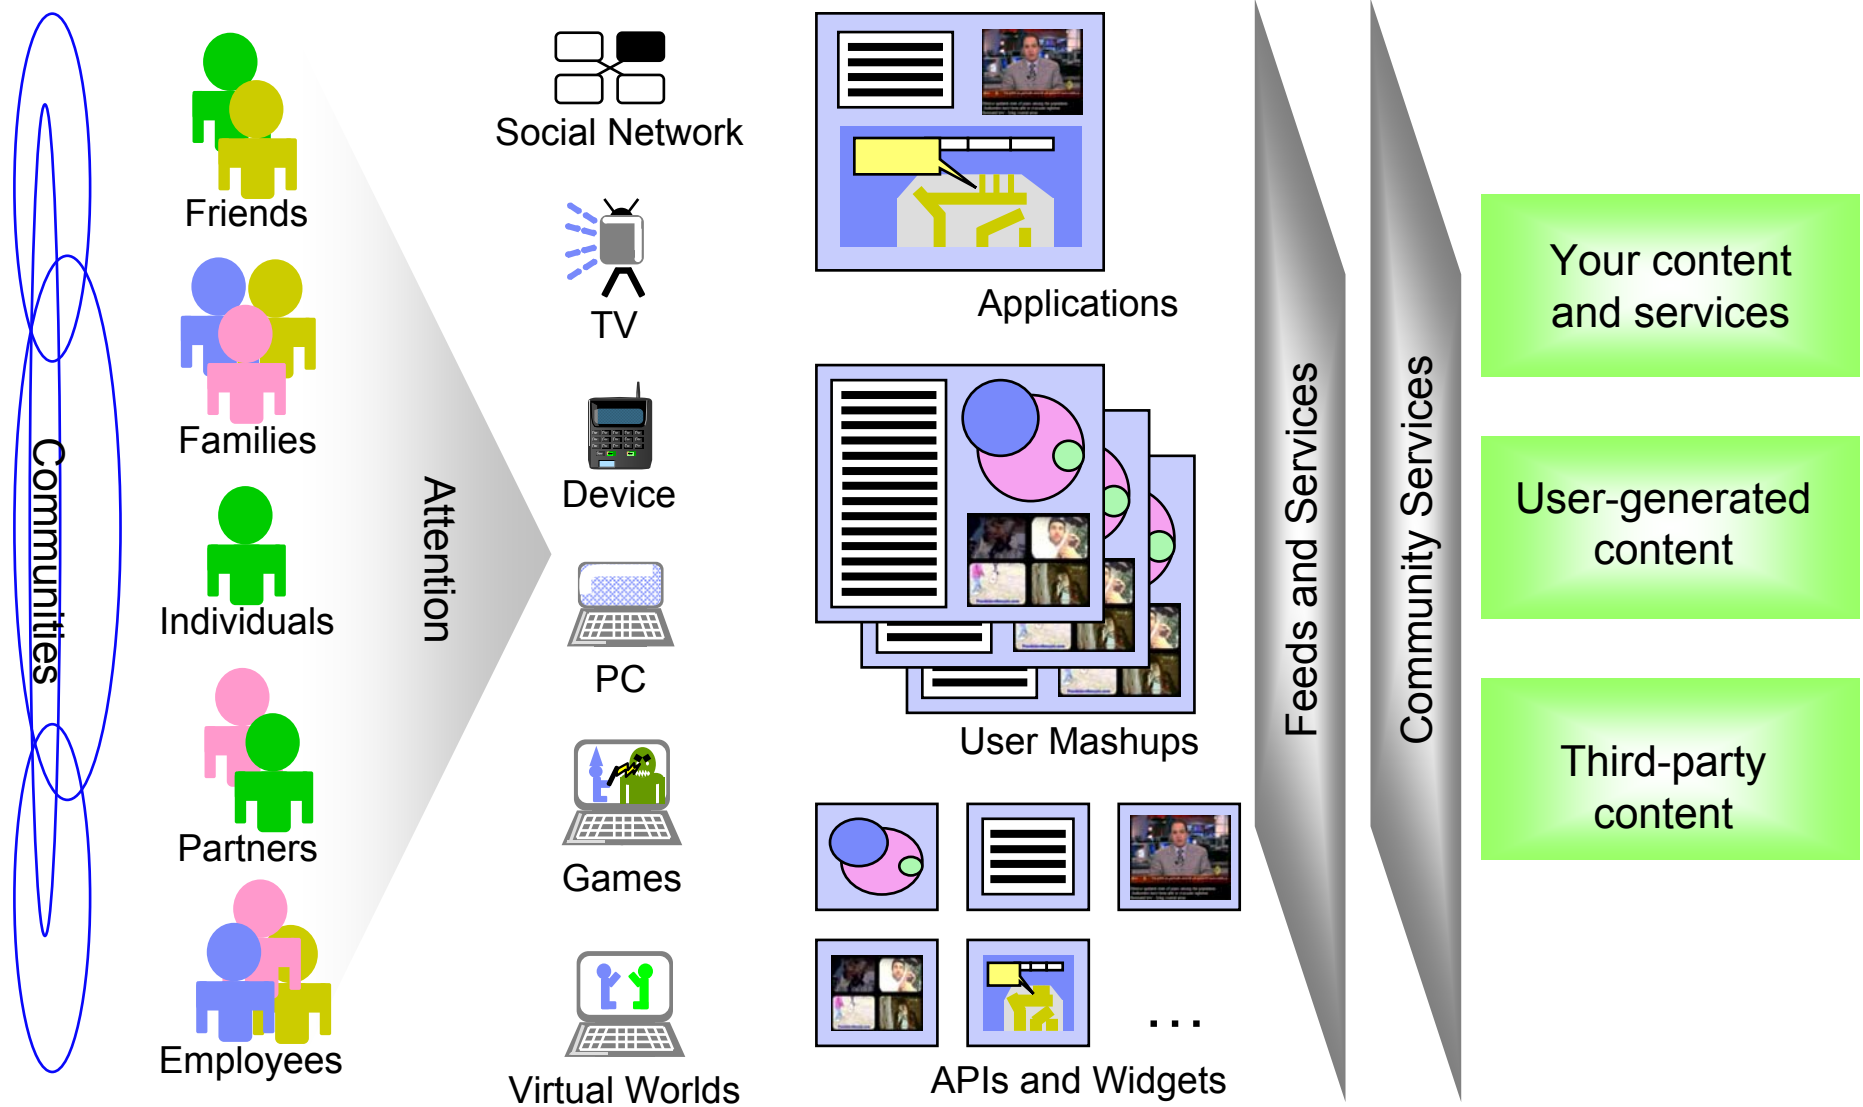 Communities
Friends
Families
Individuals
Partners
Employees
Attention
Social Network
TV
Device
PC
Games
Virtual Worlds
Applications
User Mashups
APIs and Widgets
...
Feeds and Services
Community Services
Your content
and services
User-generated
content
Third-party
content